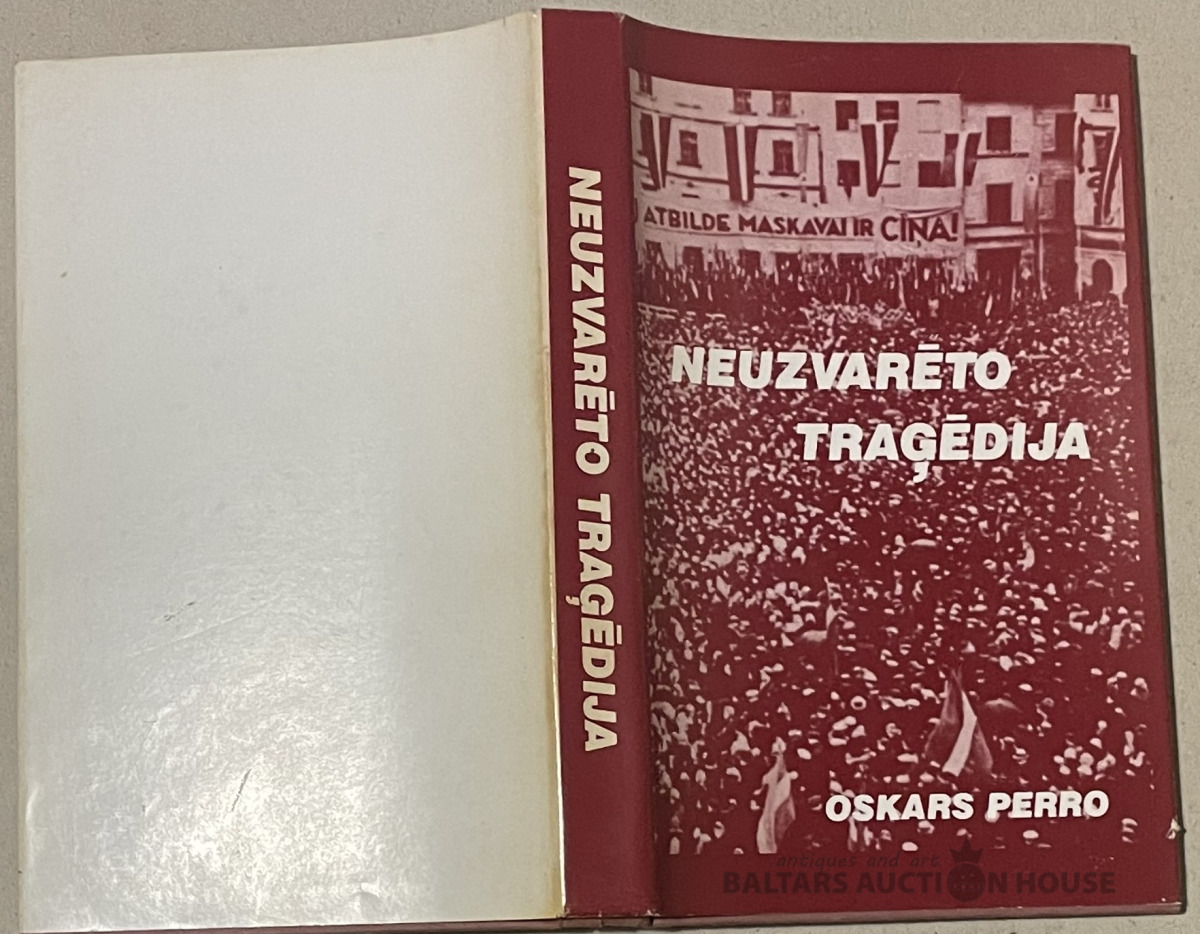 NEUZVARĒTO TRAĢĒDIJA
ATBILDE MASKAVAI IR CĪŅA!
NEUZVARĒTO
TRAĢĒDIJA
OSKARS PERRO
antiques and art
BALTARS AUCTION HOUSE